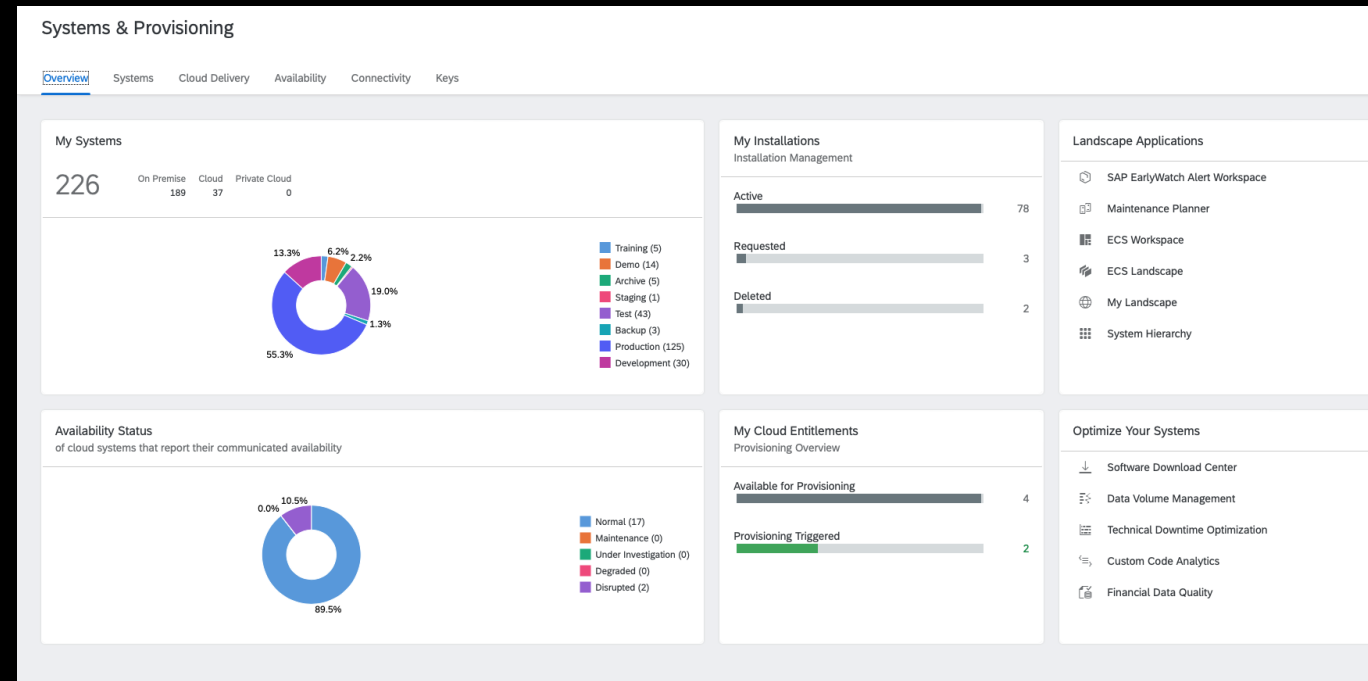 Systems & Provisioning
Overview Systems Cloud Delivery Availability Connectivity Keys
My Systems
226
On Premise Cloud Private Cloud
189 37 0
13.3%
6.2%
2.2%
19.0%
1.3%
55.3%
Training (5)
Demo (14)
Archive (5)
Staging (1)
Test (43)
Backup (3)
Production (125)
Development (30)
My Installations
Installation Management
Active
78
Requested
3
Deleted
2
Landscape Applications
SAP EarlyWatch Alert Workspace
Maintenance Planner
ECS Workspace
ECS Landscape
My Landscape
System Hierarchy
Availability Status
of cloud systems that report their communicated availability
10.5%
0.0%
89.5%
Normal (17)
Maintenance (0)
Under Investigation (0)
Degraded (0)
Disrupted (2)
My Cloud Entitlements
Provisioning Overview
Available for Provisioning
4
Provisioning Triggered
2
Optimize Your Systems
Software Download Center
Data Volume Management
Technical Downtime Optimization
Custom Code Analytics
Financial Data Quality